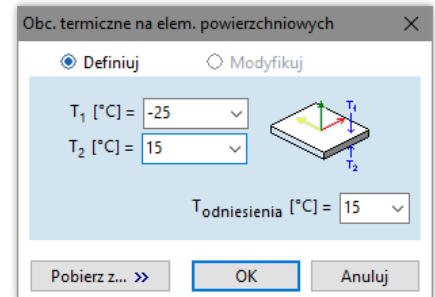 Obc. termiczne na elem. powierzchniowych
Definiuj Modyfikuj
T1 [°C] = -25
T2 [°C] = 15
T1
T2
Todniesienia [°C] = 15
Pobierz z... >> OK Anuluj